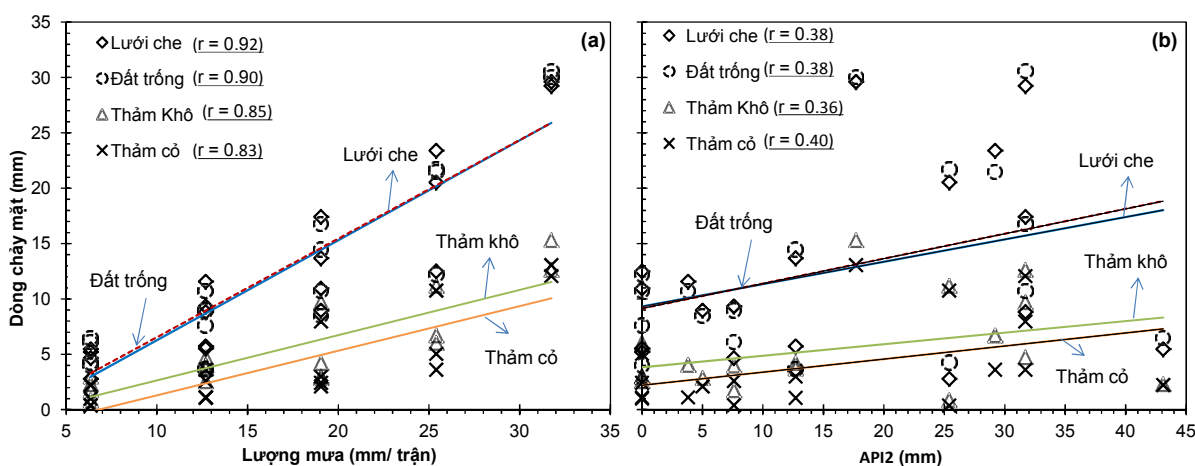 Dòng chảy mặt (mm)
35
30
25
20
15
10
5
0
5
10
15
20
25
30
35
Lượng mưa (mm/ trận)
(a)
Lưới che (r = 0.92)
Đất trống (r = 0.90)
Thảm Khô (r = 0.85)
Thảm cỏ (r = 0.83)
Lưới che
Thảm khô
Đất trống
Thảm cỏ
(b)
Lưới che (r = 0.38)
Đất trống (r = 0.38)
Thảm Khô (r = 0.36)
Thảm cỏ (r = 0.40)
Lưới che
Đất trống
Thảm khô
Thảm cỏ
0
5
10
15
20
25
30
35
40
45
API2 (mm)